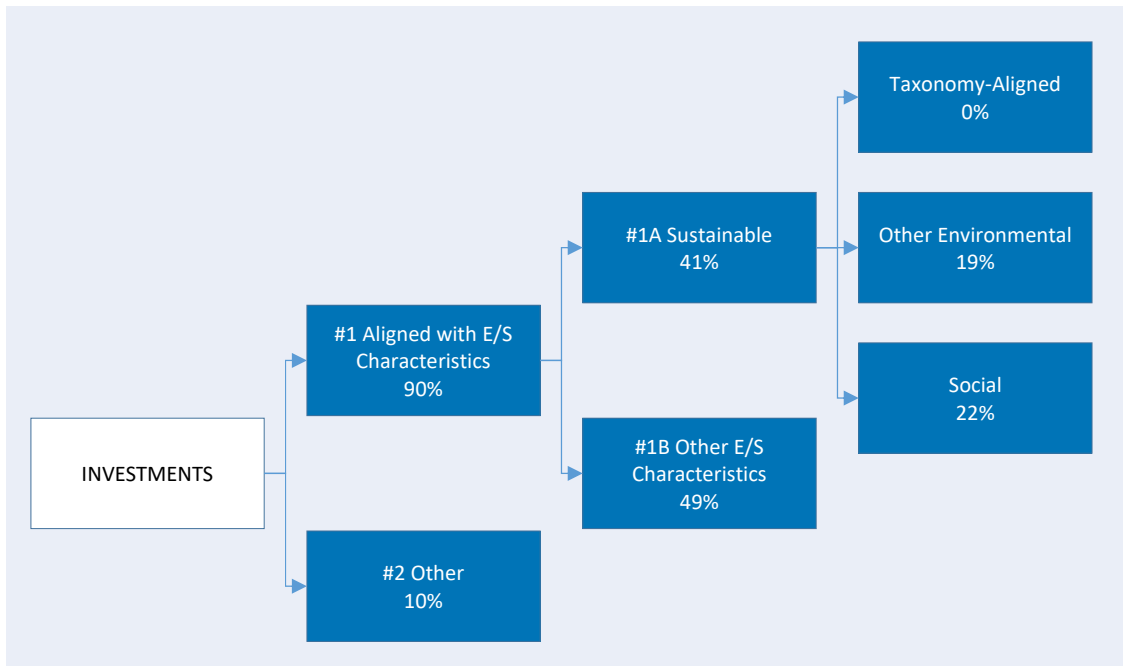 INVESTMENTS
#1 Aligned with E/S
Characteristics
90%
#2 Other
10%
#1A Sustainable
41%
#1B Other E/S
Characteristics
49%
Taxonomy-Aligned
0%
Other Environmental
19%
Social
22%